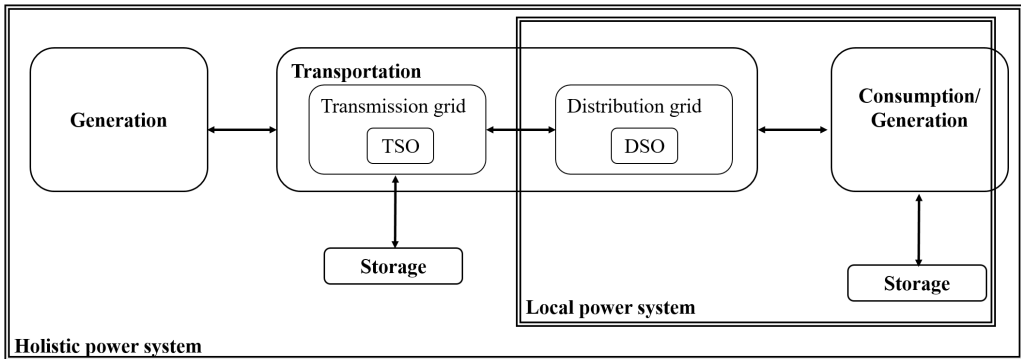 Generation
Transportation
Transmission grid
TSO
Distribution grid
DSO
Consumption/
Generation
Storage
Storage
Local power system
Holistic power system